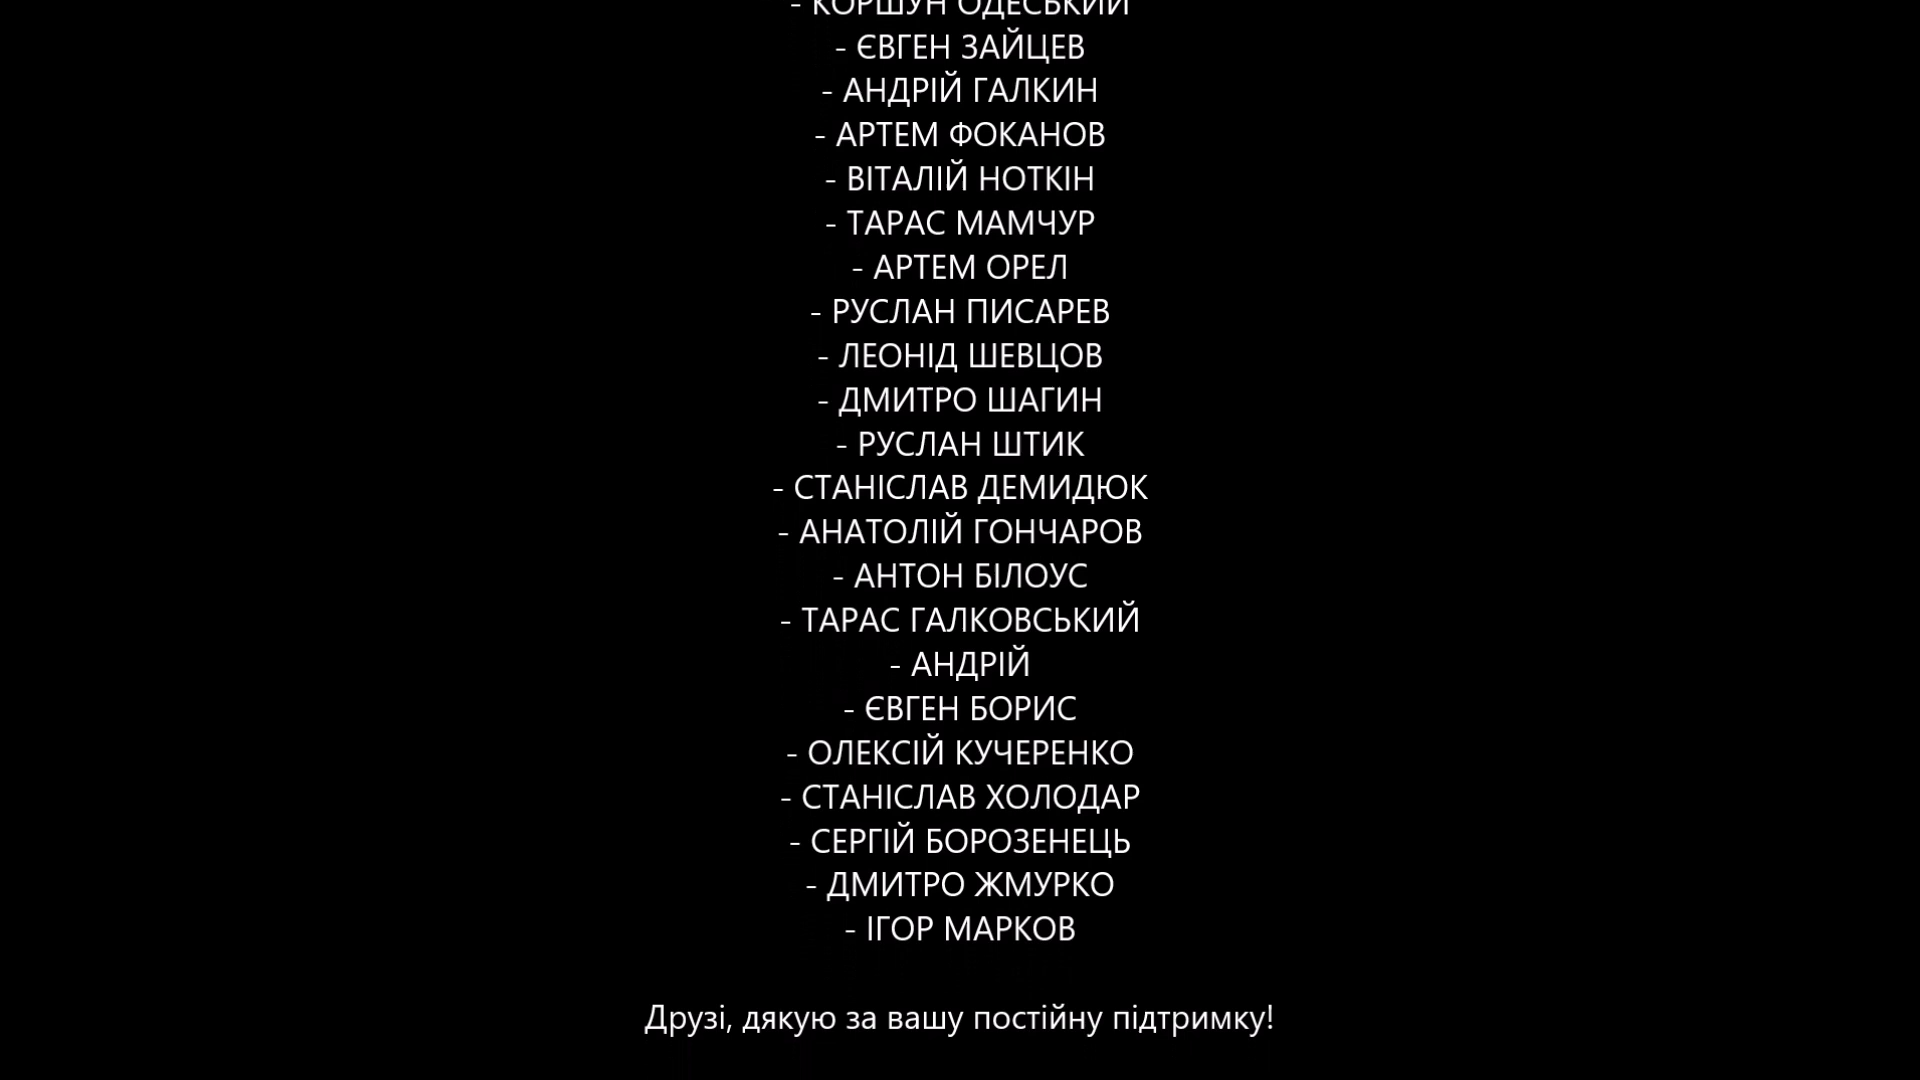 - КОРШУН ОДЕСЬКИЙ
- ЄВГЕН ЗАЙЦЕВ
- АНДРІЙ ГАЛКИН
- АРТЕМ ФОКАНОВ
- ВІТАЛІЙ НОТКІН
- ТАРАС МАМЧУР
- АРТЕМ ОРЕЛ
- РУСЛАН ПИСАРЕВ
- ЛЕОНІД ШЕВЦОВ
- ДМИТРО ШАГИН
- РУСЛАН ШТИК
- СТАНІСЛАВ ДЕМИДЮК
- АНАТОЛІЙ ГОНЧАРОВ
- АНТОН БІЛОУС
- ТАРАС ГАЛКОВСЬКИЙ
- АНДРІЙ
- ЄВГЕН БОРИС
- ОЛЕКСІЙ КУЧЕРЕНКО
- СТАНІСЛАВ ХОЛОДАР
- СЕРГІЙ БОРОЗЕНЕЦЬ
- ДМИТРО ЖМУРКО
- ІГОР МАРКОВ
Друзі, дякую за вашу постійну підтримку!